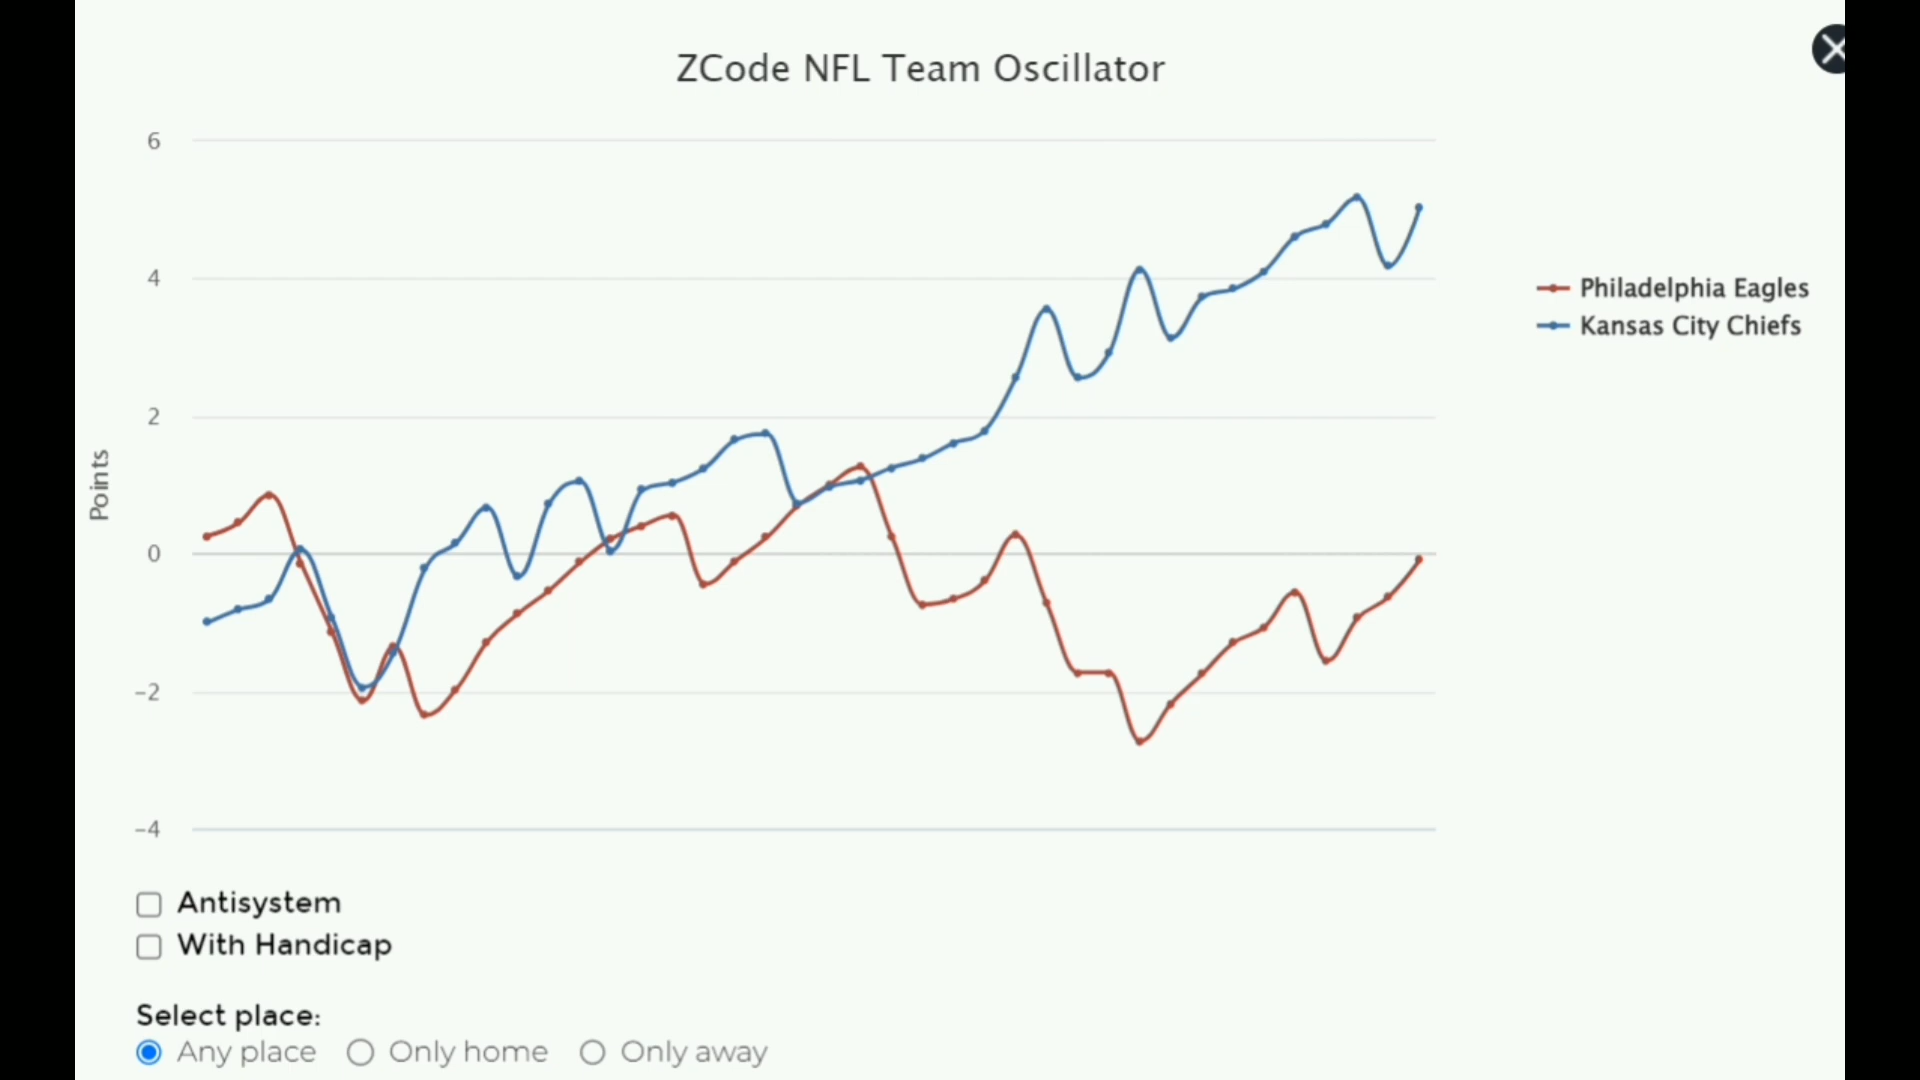 ZCode NFL Team Oscillator
6
4
2
0
−2
−4
Points
Philadelphia Eagles
Kansas City Chiefs
Antisystem
With Handicap
Select place:
Any place Only home Only away